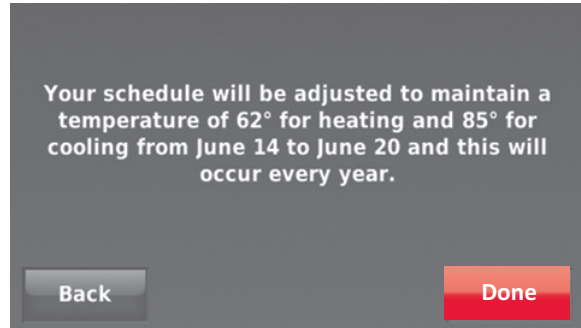 Your schedule will be adjusted to maintain a
temperature of 62° for heating and 85° for
cooling from June 14 to June 20 and this will
occur every year.
Back
Done